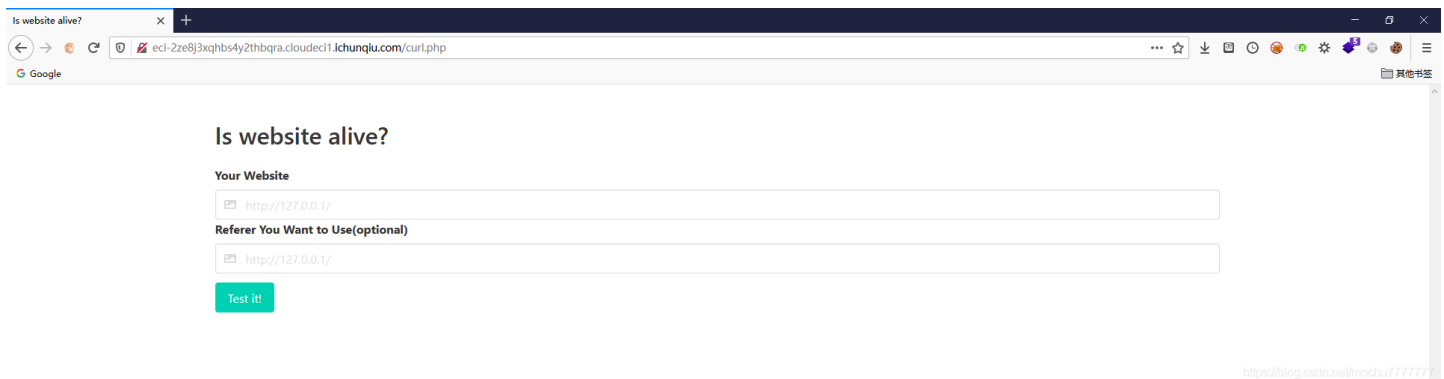 Is website alive?
eci-2ze8j3xqhbs4y2thbqra.cloudeci1.ichunqiu.com/curl.php
Google
其他书签
Is website alive?
Your Website
http://127.0.0.1/
Referer You Want to Use(optional)
http://127.0.0.1/
Test it!
https://blog.csdn.net/mochu7777777